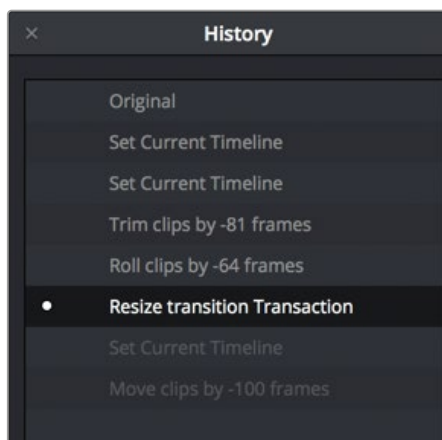 History
Original
Set Current Timeline
Set Current Timeline
Trim clips by -81 frames
Roll clips by -64 frames
Resize transition Transaction
Set Current Timeline
Move clips by -100 frames